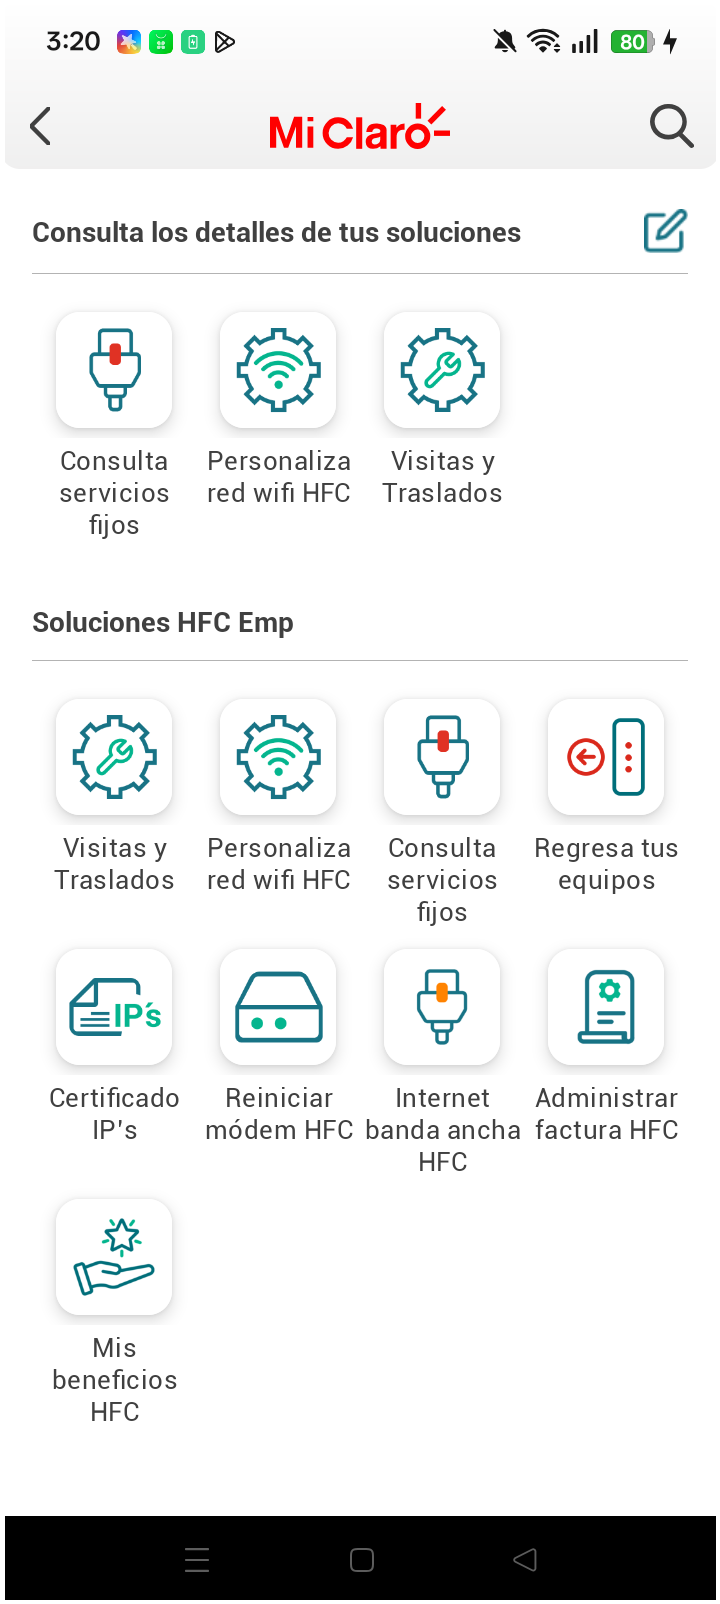 3:20
80
Mi Claro
Consulta los detalles de tus soluciones
Consulta
servicios
fijos
Personaliza
red wifi HFC
Visitas y
Traslados
Soluciones HFC Emp
Visitas y
Traslados
Personaliza
red wifi HFC
Consulta
servicios
fijos
Regresa tus
equipos
IP´s
Certificado
IP's
Reiniciar
módem HFC
Internet
banda ancha
HFC
Administrar
factura HFC
Mis
beneficios
HFC